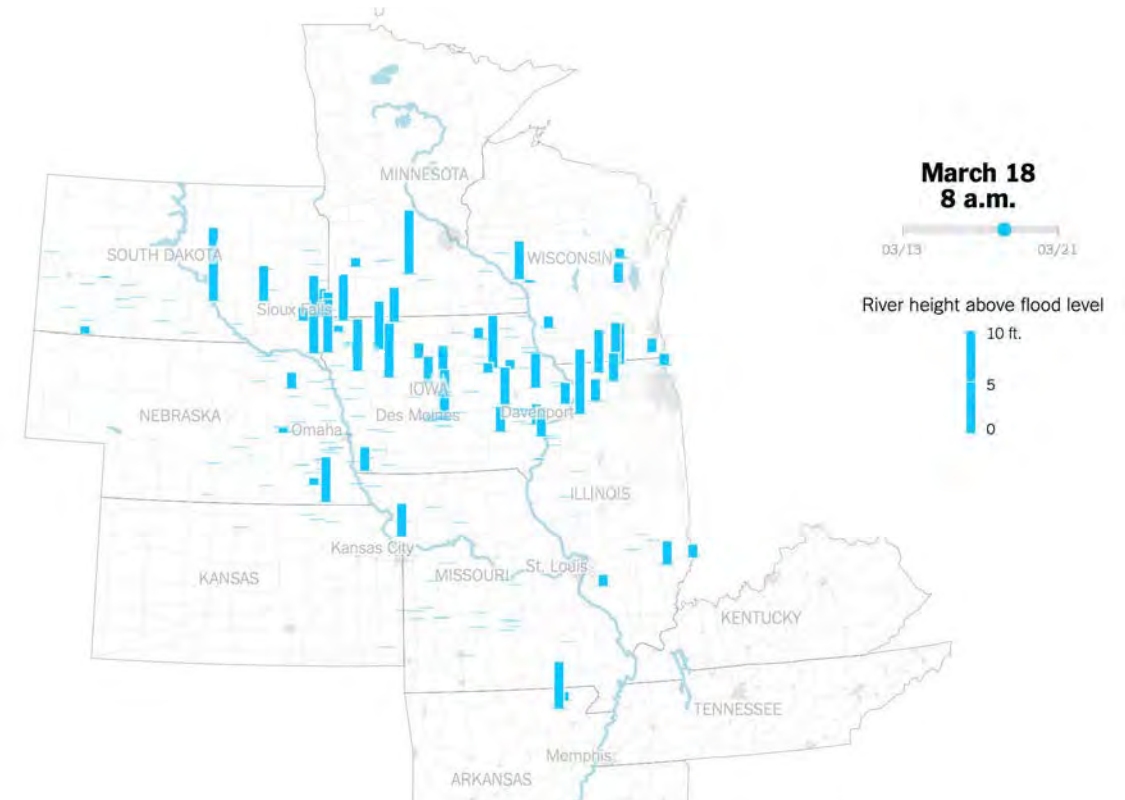 March 18
8 a.m.
03/13
03/21
River height above flood level
10 ft.
5
0
MINNESOTA
SOUTH DAKOTA
WISCONSIN
Sioux Falls
IOWA
NEBRASKA
Des Moines
Davenport
Omaha
ILLINOIS
Kansas City
St. Louis
KANSAS
MISSOURI
KENTUCKY
TENNESSEE
Memphis
ARKANSAS